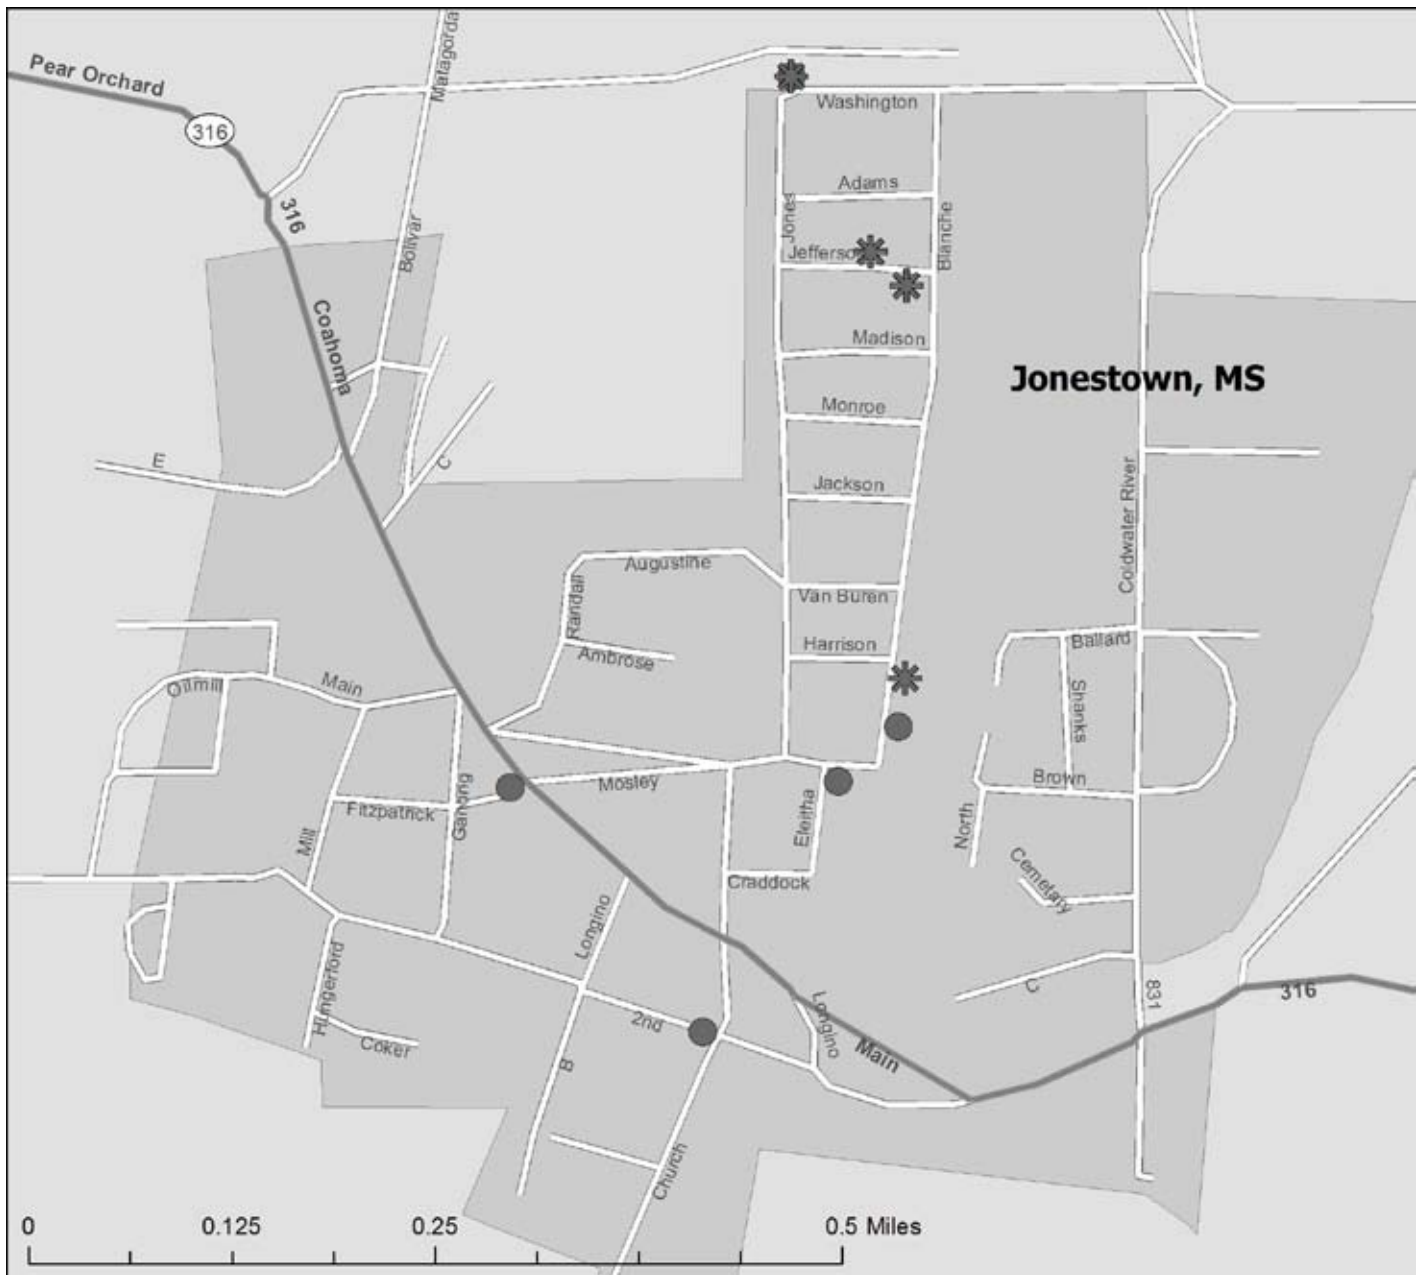 Pear Orchard
Matagorda
Washington
316
Adams
316
Jones
Blanche
Bolivar
Jefferson
Coahoma
Madison
Jonestown, MS
Monroe
E
C
Jackson
Coldwater River
Augustine
Randall
Van Buren
Harrison
Ballard
Ambrose
Oilmill
Main
Shanks
Mosley
Brown
Fitzpatrick
Ganong
Eleitha
North
Mill
Craddock
Cemetary
Longino
Hungerford
C
831
316
2nd
Longino
Coker
Main
B
Church
0 0.125 0.25 0.5 Miles